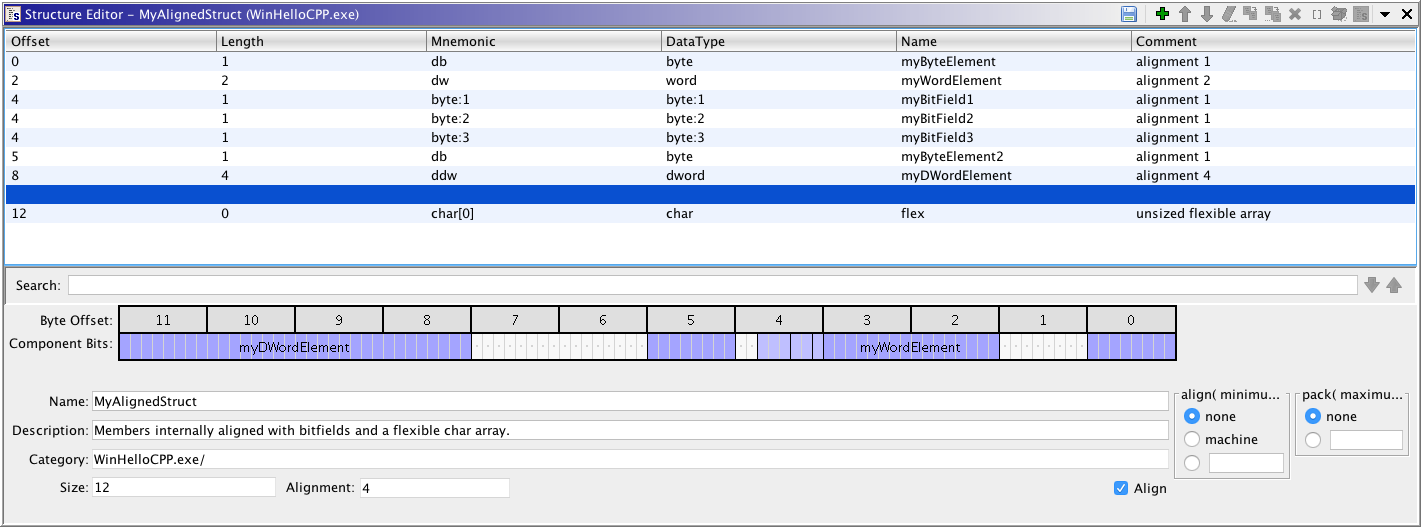 Structure Editor - MyAlignedStruct (WinHelloCPP.exe)
Offset Length Mnemonic DataType Name Comment
0 1 db byte myByteElement alignment 1
2 2 dw word myWordElement alignment 2
4 1 byte:1 byte:1 myBitField1 alignment 1
4 1 byte:2 byte:2 myBitField2 alignment 1
4 1 byte:3 byte:3 myBitField3 alignment 1
5 1 db byte myByteElement2 alignment 1
8 4 ddw dword myDWordElement alignment 4
12 0 char[0] char flex unsized flexible array
Search:
Byte Offset: 11 10 9 8 7 6 5 4 3 2 1 0
Component Bits: myDWordElement myWordElement
Name: MyAlignedStruct
align( minimu... pack( maximu...
none none
Description: Members internally aligned with bitfields and a flexible char array.
machine
Category: WinHelloCPP.exe/
Size: 12 Alignment: 4 Align